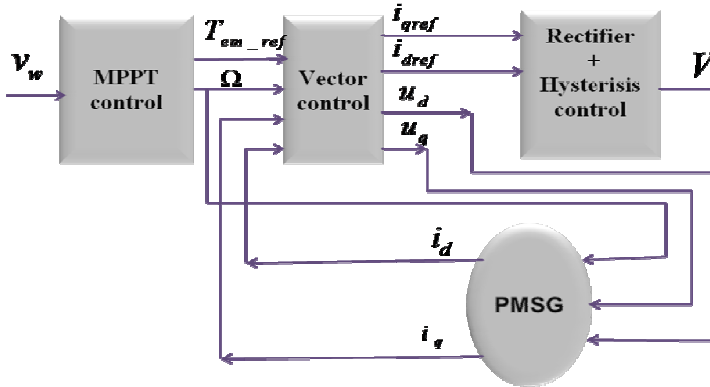 v_w
MPPT
control
T_em_ref
Ω
Vector
control
i_qref
i_dref
u_d
u_q
Rectifier
+
Hysterisis
control
V
i_d
PMSG
i_q